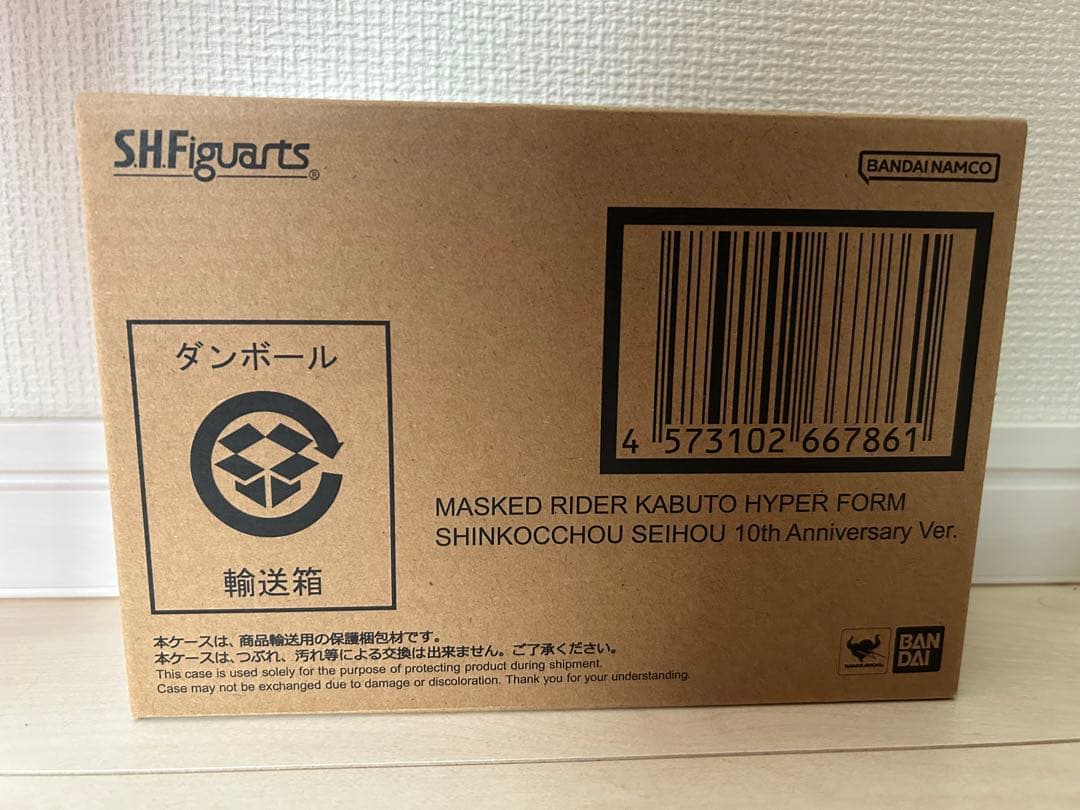 S.H.Figuarts®
BANDAI NAMCO
ダンボール
輸送箱
4 573102 667861
MASKED RIDER KABUTO HYPER FORM
SHINKOCCHOU SEIHOU 10th Anniversary Ver.
本ケースは、商品輸送用の保護梱包材です。
本ケースは、つぶれ、汚れ等による交換は出来ません。ご了承ください。
This case is used solely for the purpose of protecting product during shipment.
Case may not be exchanged due to damage or discoloration. Thank you for your understanding.
BAN
DAI